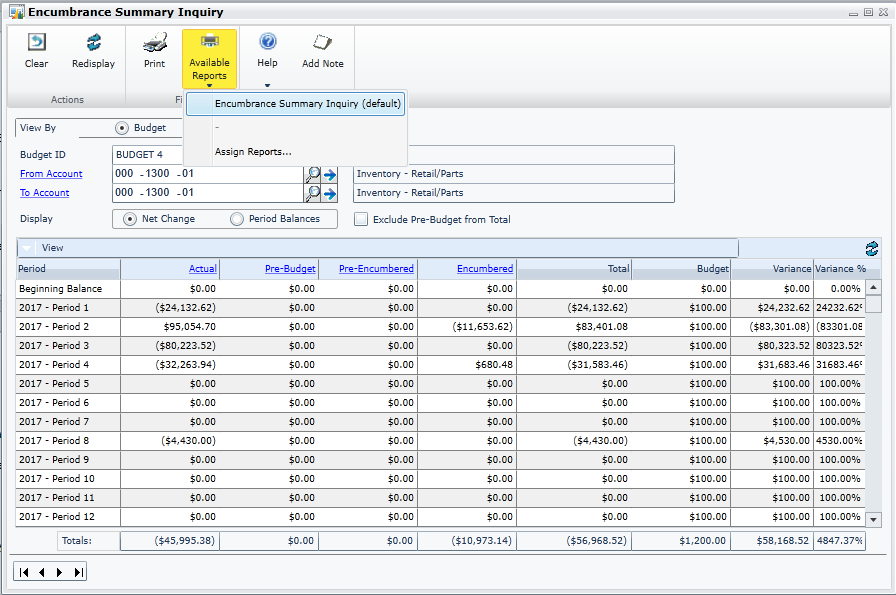 Encumbrance Summary Inquiry
Clear
Redisplay
Print
Available
Reports
Help
Add Note
Actions
Fi
Encumbrance Summary Inquiry (default)
-
Assign Reports...
View By Budget
Budget ID BUDGET 4
From Account 000 -1300 -01 Inventory - Retail/Parts
To Account 000 -1300 -01 Inventory - Retail/Parts
Display Net Change Period Balances Exclude Pre-Budget from Total
View
Period Actual Pre-Budget Pre-Encumbered Encumbered Total Budget Variance Variance %
Beginning Balance $0.00 $0.00 $0.00 $0.00 $0.00 $0.00 $0.00 0.00%
2017 - Period 1 ($24,132.62) $0.00 $0.00 $0.00 ($24,132.62) $100.00 $24,232.62 24232.62%
2017 - Period 2 $95,054.70 $0.00 $0.00 ($11,653.62) $83,401.08 $100.00 ($83,301.08) (83301.08
2017 - Period 3 ($80,223.52) $0.00 $0.00 $0.00 ($80,223.52) $100.00 $80,323.52 80323.52%
2017 - Period 4 ($32,263.94) $0.00 $0.00 $680.48 ($31,583.46) $100.00 $31,683.46 31683.46%
2017 - Period 5 $0.00 $0.00 $0.00 $0.00 $0.00 $100.00 $100.00 100.00%
2017 - Period 6 $0.00 $0.00 $0.00 $0.00 $0.00 $100.00 $100.00 100.00%
2017 - Period 7 $0.00 $0.00 $0.00 $0.00 $0.00 $100.00 $100.00 100.00%
2017 - Period 8 ($4,430.00) $0.00 $0.00 $0.00 ($4,430.00) $100.00 $4,530.00 4530.00%
2017 - Period 9 $0.00 $0.00 $0.00 $0.00 $0.00 $100.00 $100.00 100.00%
2017 - Period 10 $0.00 $0.00 $0.00 $0.00 $0.00 $100.00 $100.00 100.00%
2017 - Period 11 $0.00 $0.00 $0.00 $0.00 $0.00 $100.00 $100.00 100.00%
2017 - Period 12 $0.00 $0.00 $0.00 $0.00 $0.00 $100.00 $100.00 100.00%
Totals: ($45,995.38) $0.00 $0.00 ($10,973.14) ($56,968.52) $1,200.00 $58,168.52 4847.37%